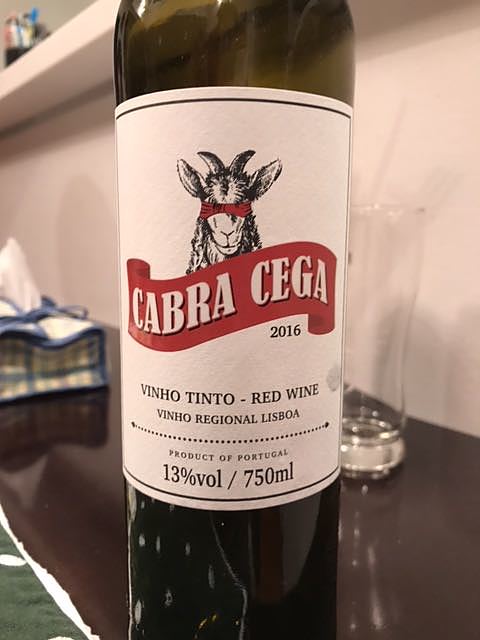 CABRA CEGA
2016
VINHO TINTO - RED WINE
VINHO REGIONAL LISBOA
PRODUCT OF PORTUGAL
13%vol / 750ml